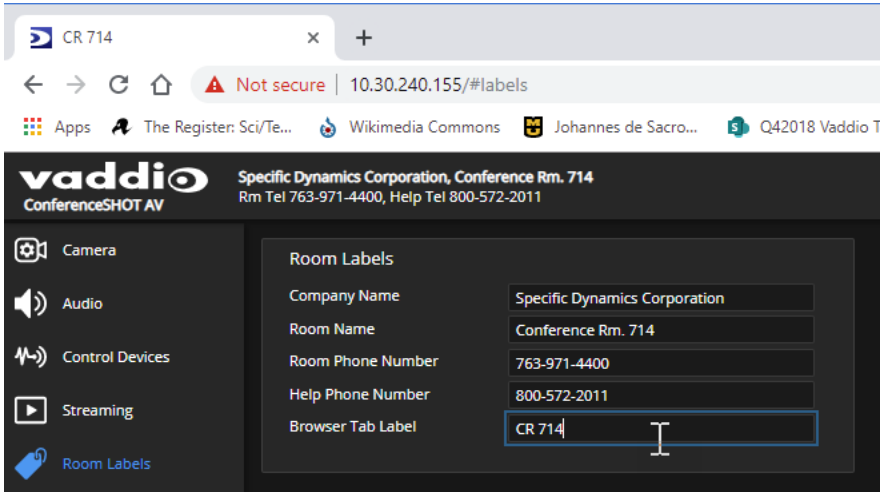 CR 714
Not secure | 10.30.240.155/#labels
Apps The Register: Sci/Te... Wikimedia Commons Johannes de Sacro... Q42018 Vaddio T
vaddio
ConferenceSHOT AV
Specific Dynamics Corporation, Conference Rm. 714
Rm Tel 763-971-4400, Help Tel 800-572-2011
Camera
Audio
Control Devices
Streaming
Room Labels
Room Labels
Company Name Specific Dynamics Corporation
Room Name Conference Rm. 714
Room Phone Number 763-971-4400
Help Phone Number 800-572-2011
Browser Tab Label CR 714